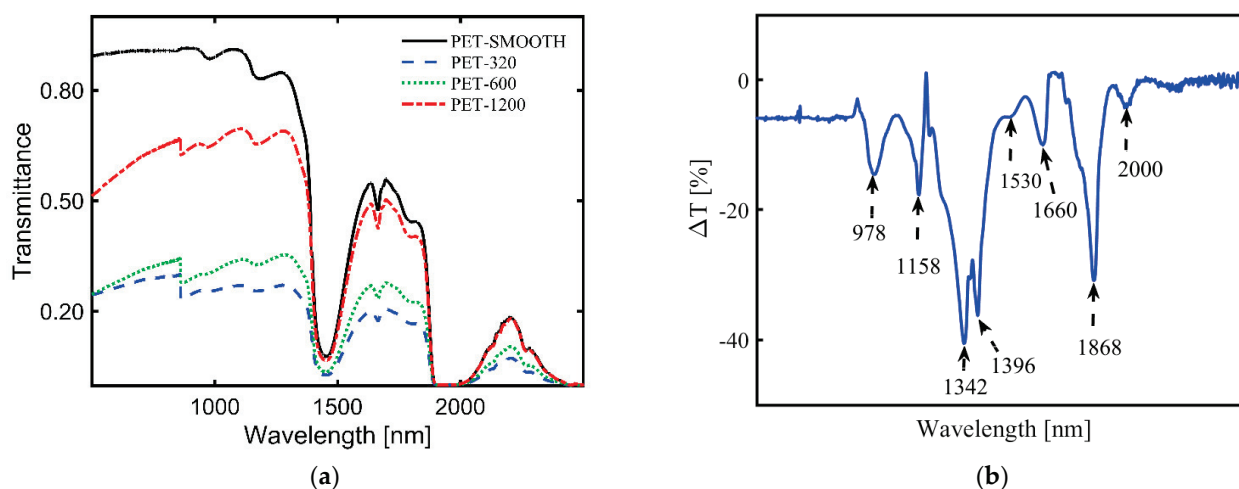 PET-SMOOTH
PET-320
PET-600
PET-1200
0.80
0.50
0.20
Transmittance
1000
1500
2000
Wavelength [nm]
(a)
0
-20
-40
ΔT [%]
978
1158
1342
1396
1530
1660
1868
2000
Wavelength [nm]
(b)